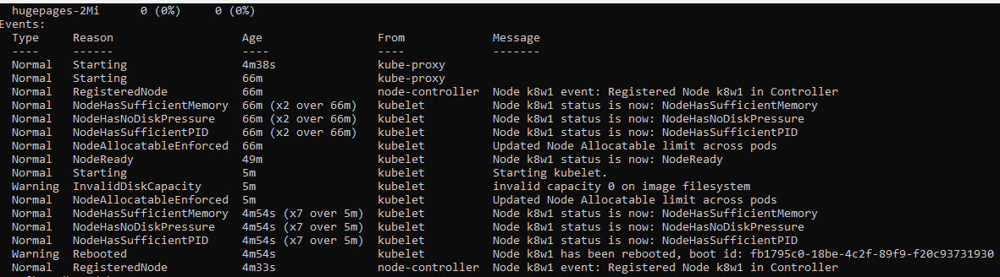 hugepages-2Mi      0 (0%)     0 (0%)
Events:
  Type     Reason                   Age                  From             Message
  ----     ------                   ----                 ----             -------
  Normal   Starting                 4m38s                kube-proxy
  Normal   Starting                 66m                  kube-proxy
  Normal   RegisteredNode           66m                  node-controller  Node k8w1 event: Registered Node k8w1 in Controller
  Normal   NodeHasSufficientMemory  66m (x2 over 66m)    kubelet          Node k8w1 status is now: NodeHasSufficientMemory
  Normal   NodeHasNoDiskPressure    66m (x2 over 66m)    kubelet          Node k8w1 status is now: NodeHasNoDiskPressure
  Normal   NodeHasSufficientPID     66m (x2 over 66m)    kubelet          Node k8w1 status is now: NodeHasSufficientPID
  Normal   NodeAllocatableEnforced  66m                  kubelet          Updated Node Allocatable limit across pods
  Normal   NodeReady                49m                  kubelet          Node k8w1 status is now: NodeReady
  Normal   Starting                 5m                   kubelet          Starting kubelet.
  Warning  InvalidDiskCapacity      5m                   kubelet          invalid capacity 0 on image filesystem
  Normal   NodeAllocatableEnforced  5m                   kubelet          Updated Node Allocatable limit across pods
  Normal   NodeHasSufficientMemory  4m54s (x7 over 5m)   kubelet          Node k8w1 status is now: NodeHasSufficientMemory
  Normal   NodeHasNoDiskPressure    4m54s (x7 over 5m)   kubelet          Node k8w1 status is now: NodeHasNoDiskPressure
  Normal   NodeHasSufficientPID     4m54s (x7 over 5m)   kubelet          Node k8w1 status is now: NodeHasSufficientPID
  Warning  Rebooted                 4m54s                kubelet          Node k8w1 has been rebooted, boot id: fb1795c0-18be-4c2f-89f9-f20c93731930
  Normal   RegisteredNode           4m33s                node-controller  Node k8w1 event: Registered Node k8w1 in Controller